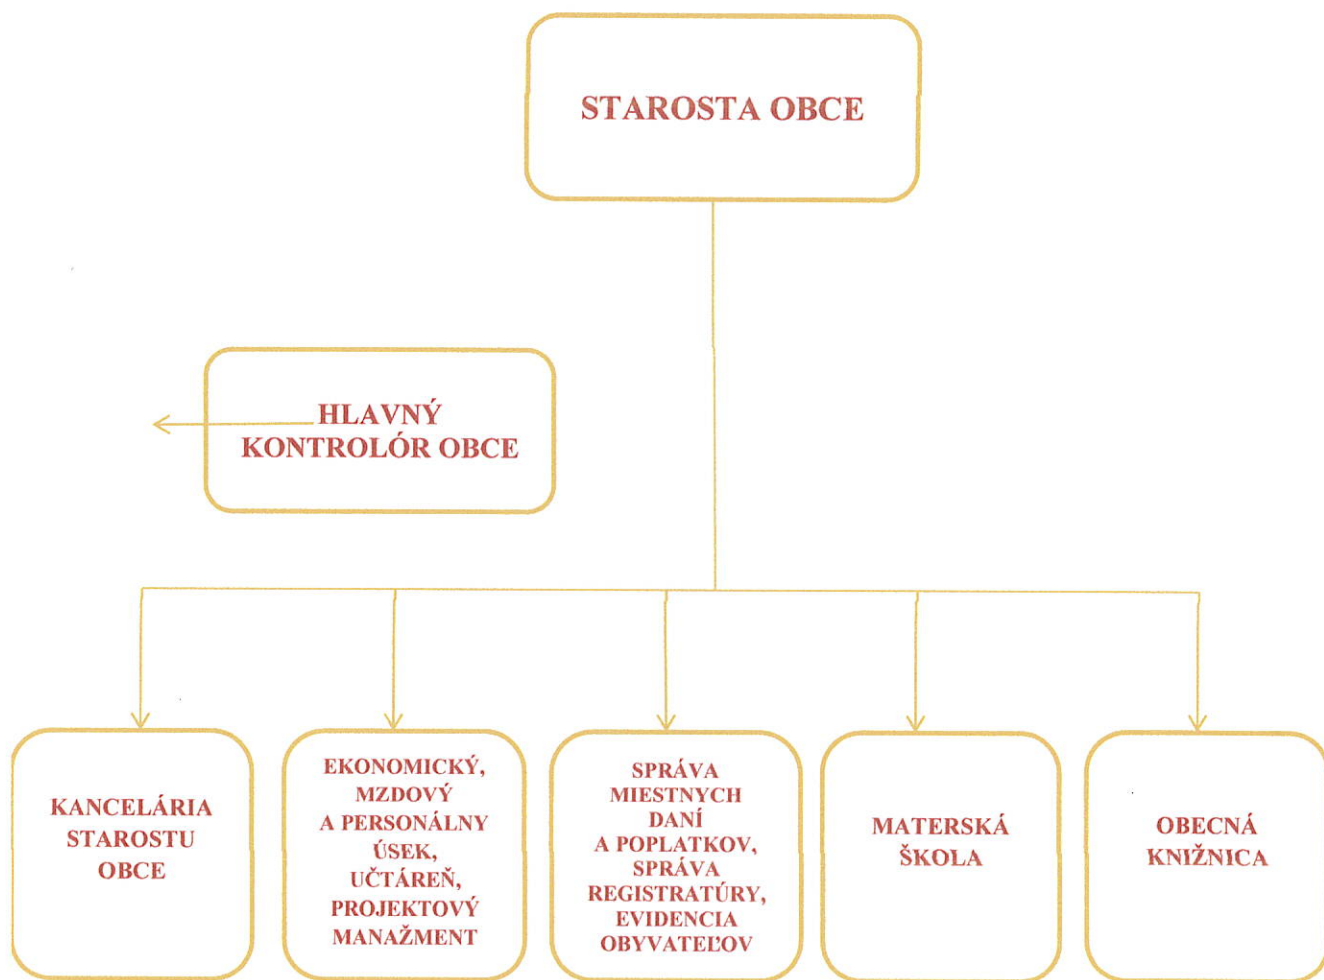 STAROSTA OBCE
HLAVNÝ
KONTROLÓR OBCE
KANCELÁRIA
STAROSTU
OBCE
EKONOMICKÝ,
MZDOVÝ
A PERSONÁLNY
ÚSEK,
UČTÁREŇ,
PROJEKTOVÝ
MANAŽMENT
SPRÁVA
MIESTNYCH
DANÍ
A POPLATKOV,
SPRÁVA
REGISTRATÚRY,
EVIDENCIA
OBYVATEĽOV
MATERSKÁ
ŠKOLA
OBECNÁ
KNIŽNICA